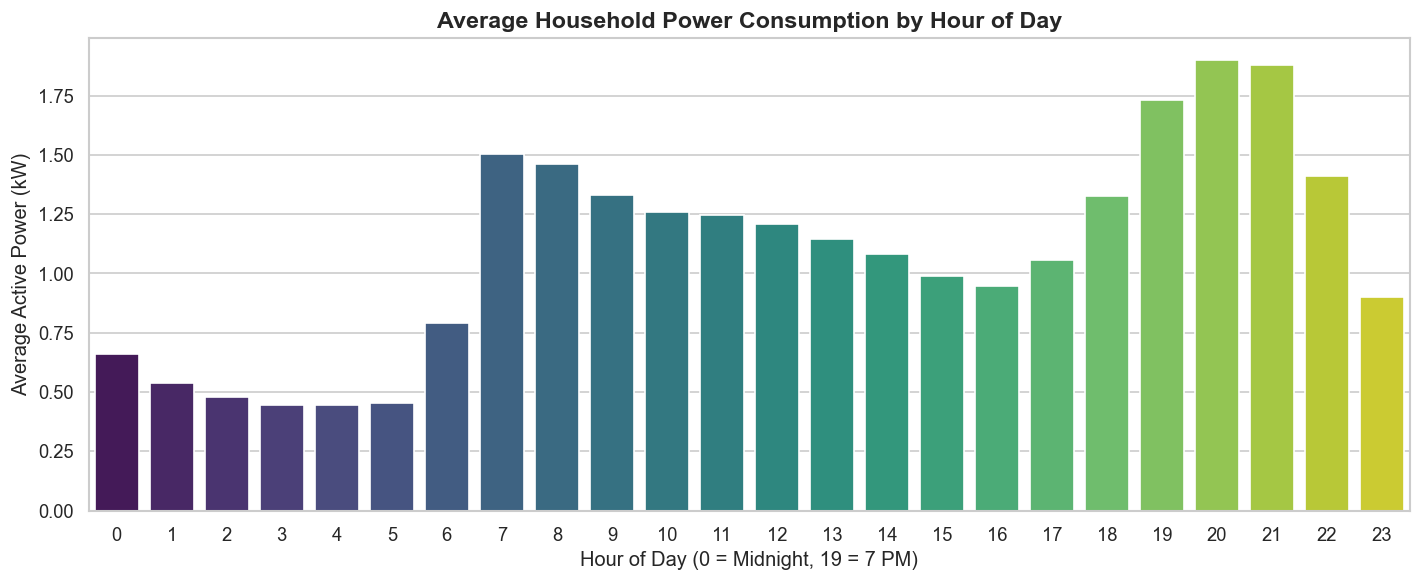 Average Household Power Consumption by Hour of Day
Average Active Power (kW)
1.75
1.50
1.25
1.00
0.75
0.50
0.25
0.00
0 1 2 3 4 5 6 7 8 9 10 11 12 13 14 15 16 17 18 19 20 21 22 23
Hour of Day (0 = Midnight, 19 = 7 PM)